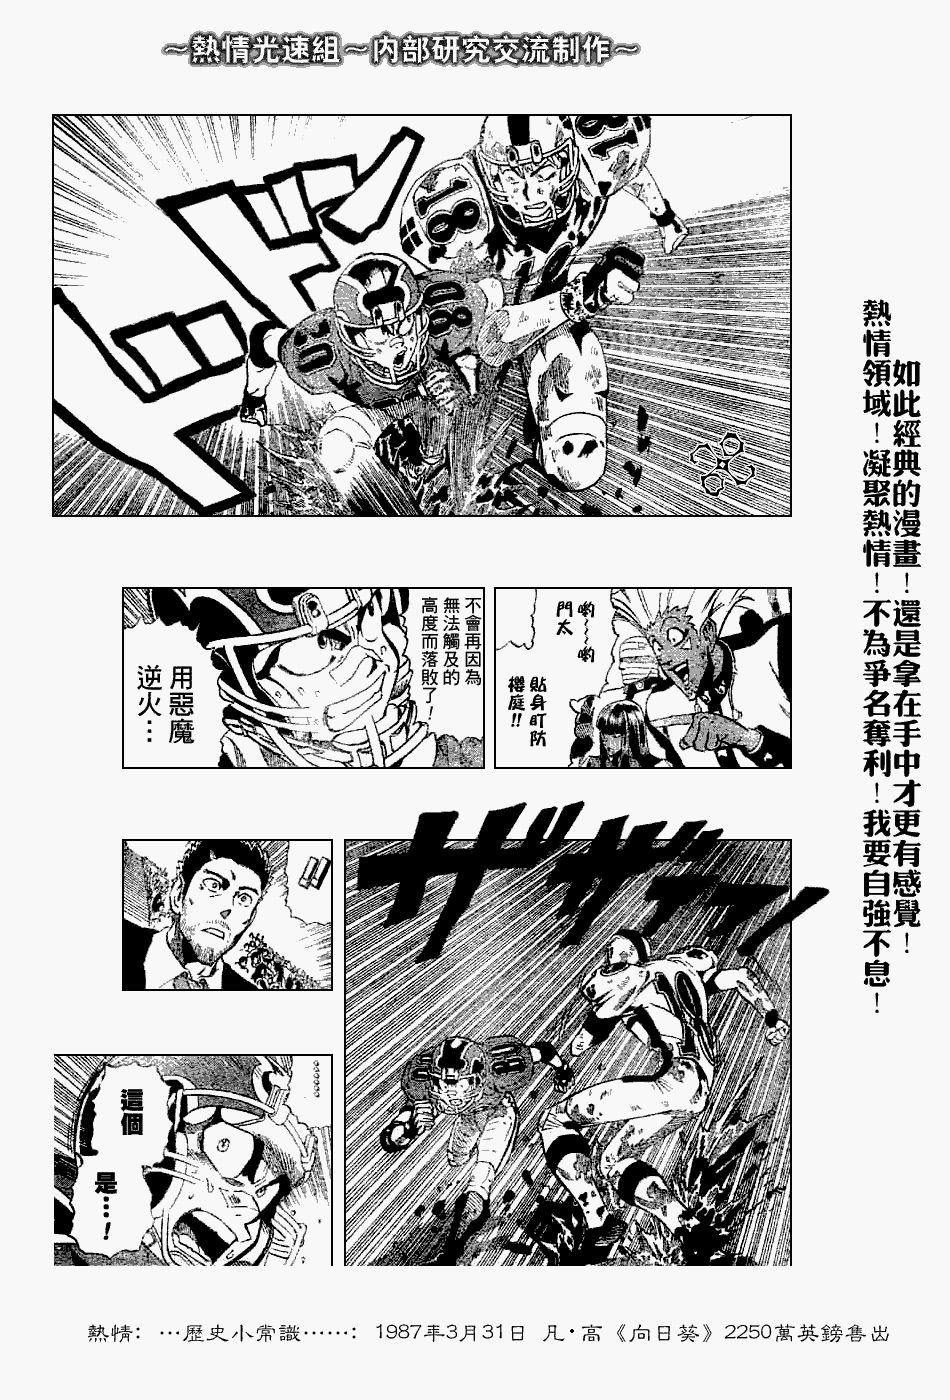 ～熱情光速組～内部研究交流制作～
ドドン
如此經典的漫畫！還是拿在手中才更有感覺！
熱情領域！凝聚熱情！不為爭名奪利！我要自強不息！
喲～～喲
門太
貼身盯防
櫻庭!!
不會再因為
無法觸及的
高度而落敗了！
用惡魔
逆火…
ザザザァァ！
!!
……
這個
是…！
熱情：…歷史小常識……：1987年3月31日 凡·高《向日葵》2250萬英鎊售出